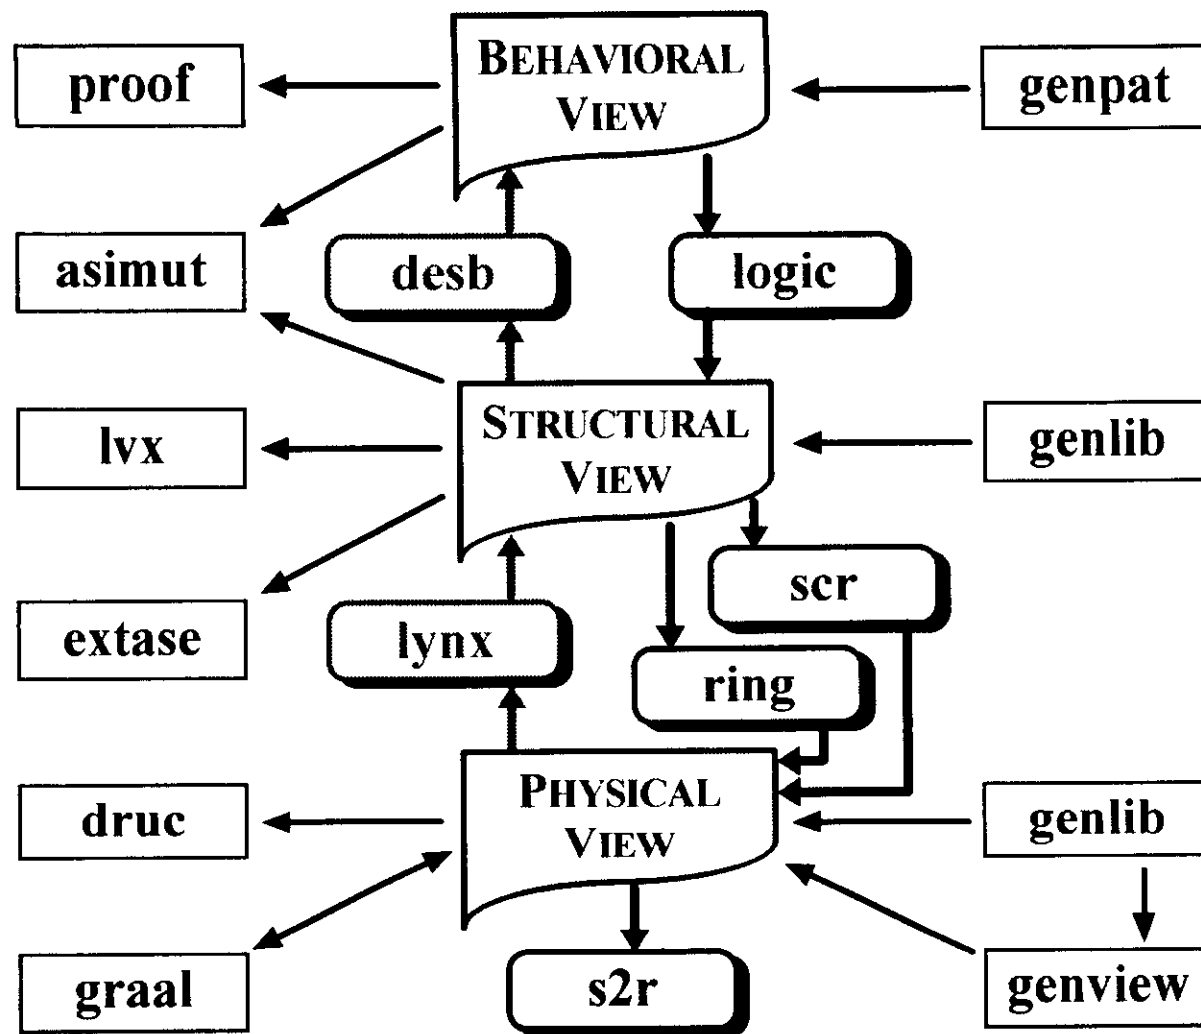 proof
BEHAVIORAL
VIEW
genpat
asimut
desb
logic
lvx
STRUCTURAL
VIEW
genlib
scr
extase
lynx
ring
druc
PHYSICAL
VIEW
genlib
graal
s2r
genview